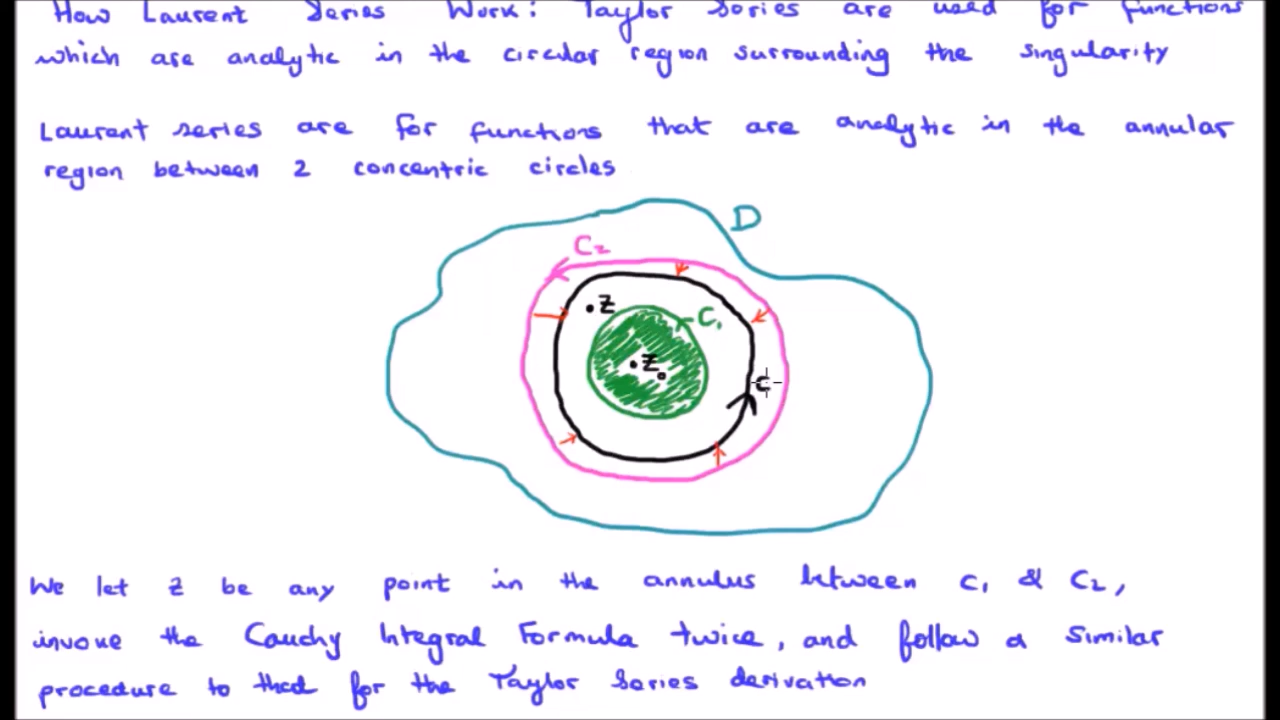 How Laurent Series Work: Taylor Series are used for functions
which are analytic in the circular region surrounding the singularity
Laurent series are for functions that are analytic in the annular
region between 2 concentric circles
D
C₂
z
C₁
z₀
C
We let z be any point in the annulus between C₁ & C₂,
invoke the Cauchy Integral Formula twice, and follow a similar
procedure to that for the Taylor Series derivation